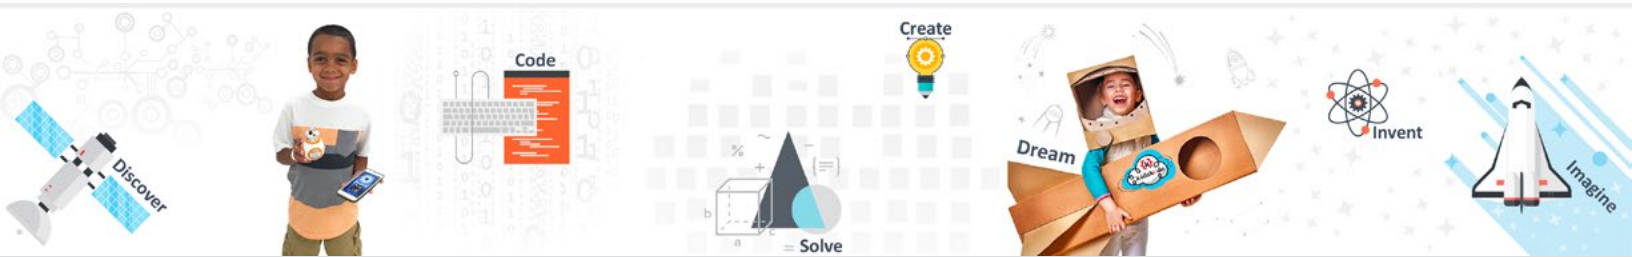 Discover
Code
%
~
+
=
b
a
c
Solve
Create
Dream
Invent
Imagine